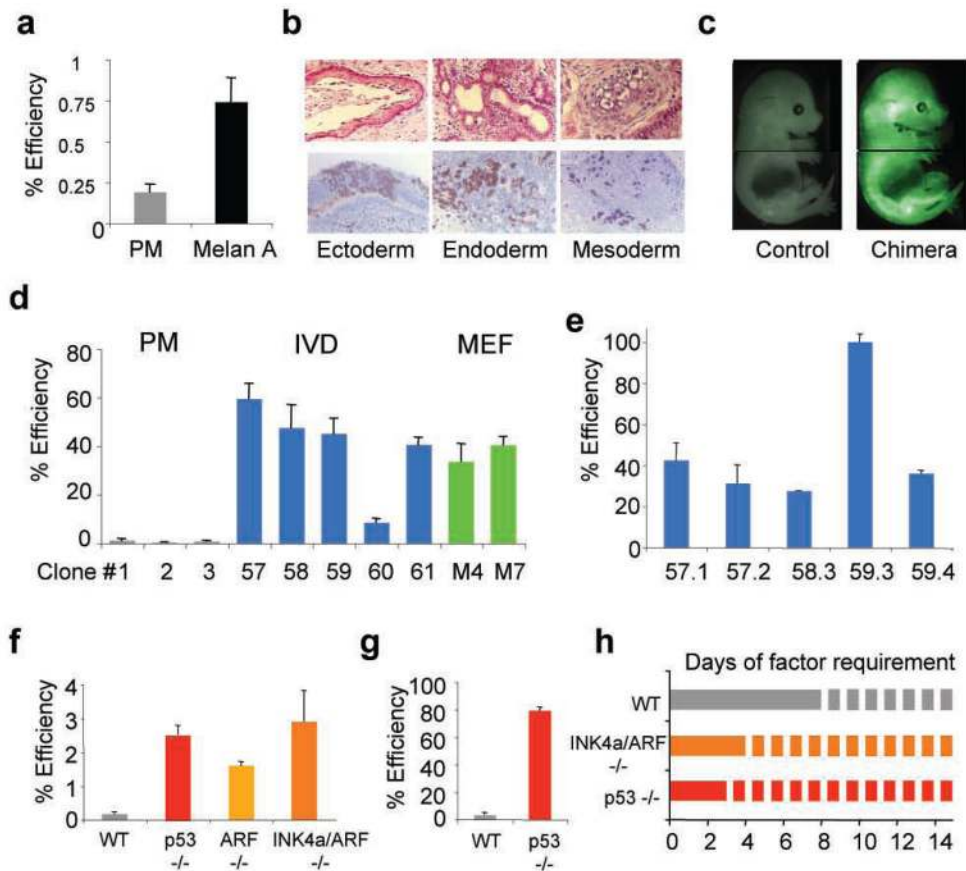 a
b
c
% Efficiency
1
0.75
0.25
0
PM Melan A
Ectoderm Endoderm Mesoderm
Control Chimera
d
PM IVD MEF
% Efficiency
80
60
40
20
0
Clone #1 2 3 57 58 59 60 61 M4 M7
e
% Efficiency
100
80
60
40
20
0
57.1 57.2 58.3 59.3 59.4
f
% Efficiency
4
3
2
1
0
WT p53 -/- ARF -/- INK4a/ARF -/-
g
% Efficiency
100
80
60
40
20
0
WT p53 -/-
h
Days of factor requirement
WT
INK4a/ARF
-/-
p53 -/-
0 2 4 6 8 10 12 14